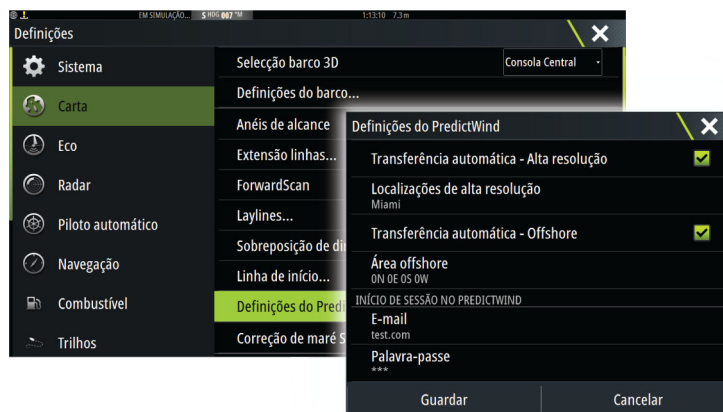 EM SIMULAÇÃO... S HDG 007 °M 1:13:10 7.3 m
Definições
Sistema
Carta
Eco
Radar
Piloto automático
Navegação
Combustível
Trilhos
Selecção barco 3D
Consola Central
Definições do barco...
Anéis de alcance
Extensão linhas...
ForwardScan
Laylines...
Sobreposição de di
Linha de início...
Definições do Predi
Correção de maré S
Definições do PredictWind
Transferência automática - Alta resolução
Localizações de alta resolução
Miami
Transferência automática - Offshore
Área offshore
0N 0E 0S 0W
INÍCIO DE SESSÃO NO PREDICTWIND
E-mail
test.com
Palavra-passe
***
Guardar Cancelar